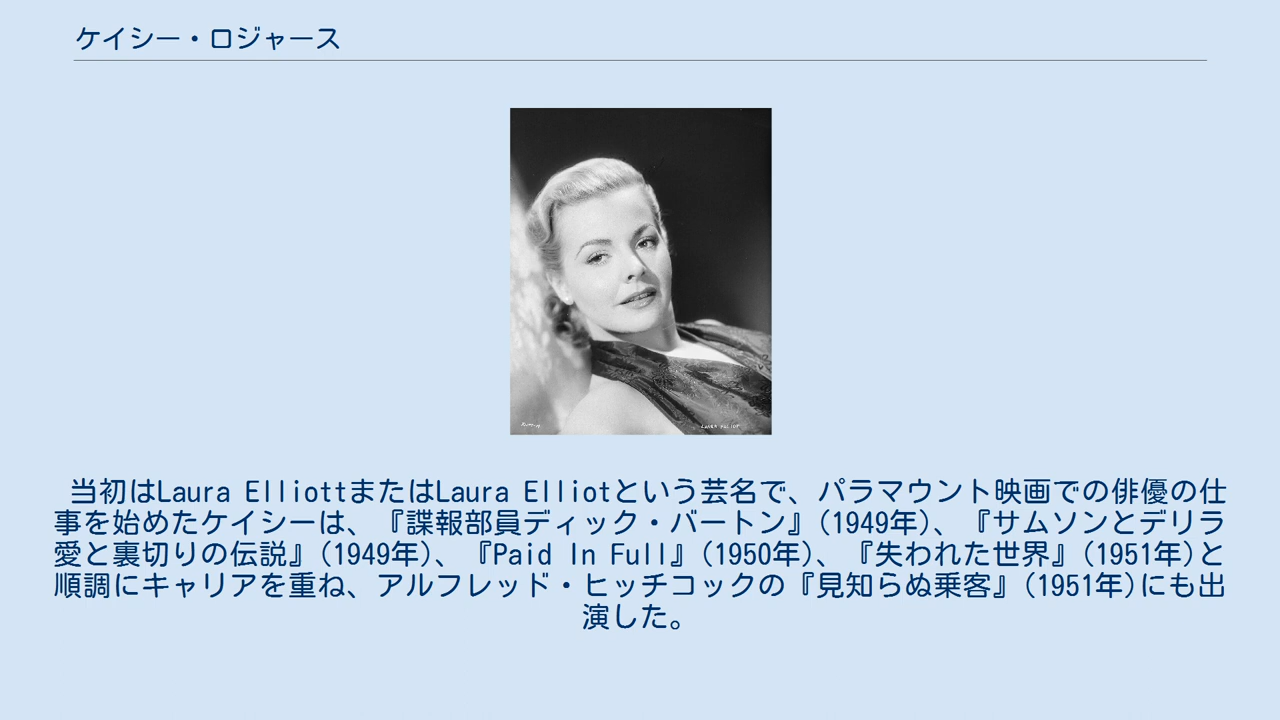 ケイシー・ロジャース
LAURA ELLIOT
当初はLaura ElliottまたはLaura Elliotという芸名で、パラマウント映画での俳優の仕
事を始めたケイシーは、『諜報部員ディック・バートン』(1949年)、『サムソンとデリラ
愛と裏切りの伝説』(1949年)、『Paid In Full』(1950年)、『失われた世界』(1951年)と
順調にキャリアを重ね、アルフレッド・ヒッチコックの『見知らぬ乗客』(1951年)にも出
演した。